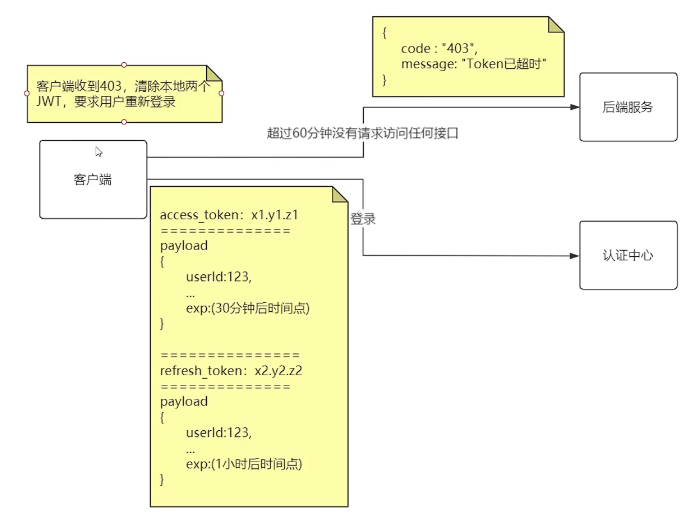 {
code : "403",
message: "Token已超时"
}
客户端收到403，清除本地两个
JWT，要求用户重新登录
后端服务
超过60分钟没有请求访问任何接口
客户端
登录
认证中心
access_token：x1.y1.z1
==============
payload
{
userId:123,
...
exp:(30分钟后时间点)
}
===============
refresh_token：x2.y2.z2
==============
payload
{
userId:123,
...
exp:(1小时后时间点)
}